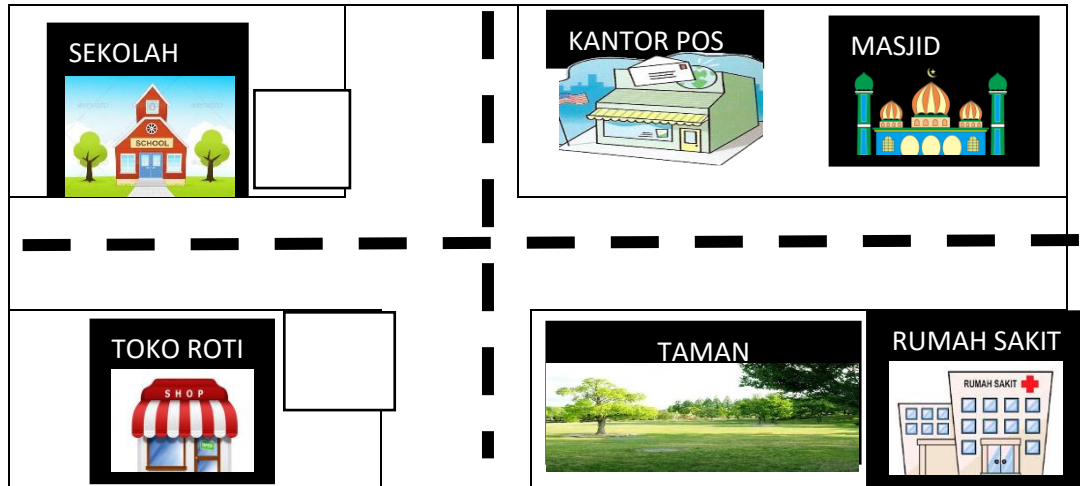 SEKOLAH
SCHOOL
KANTOR POS
MASJID
TOKO ROTI
SHOP
TAMAN
RUMAH SAKIT
RUMAH SAKIT